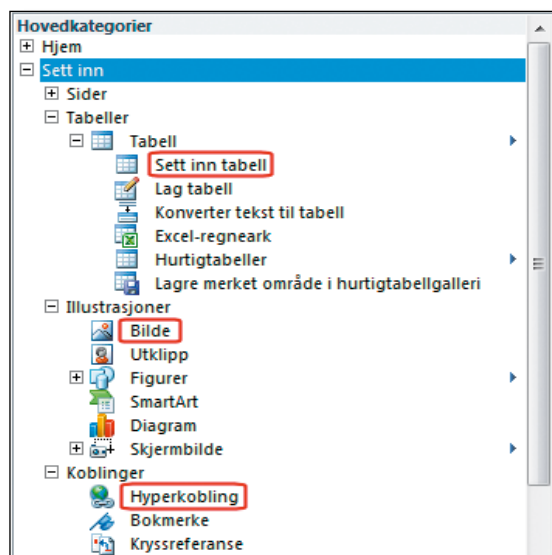 Hovedkategorier
Hjem
Sett inn
Sider
Tabeller
Tabell
Sett inn tabell
Lag tabell
Konverter tekst til tabell
Excel-regneark
Hurtigtabeller
Lagre merket område i hurtigtabellgalleri
Illustrasjoner
Bilde
Utklipp
Figurer
SmartArt
Diagram
Skjermbilde
Koblinger
Hyperkobling
Bokmerke
Kryssreferanse